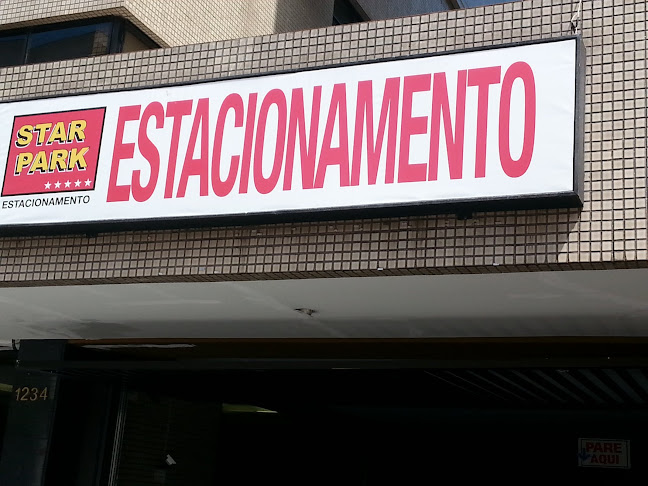 STAR
PARK
★★★★★
ESTACIONAMENTO
ESTACIONAMENTO
1234
PARE
AQUI